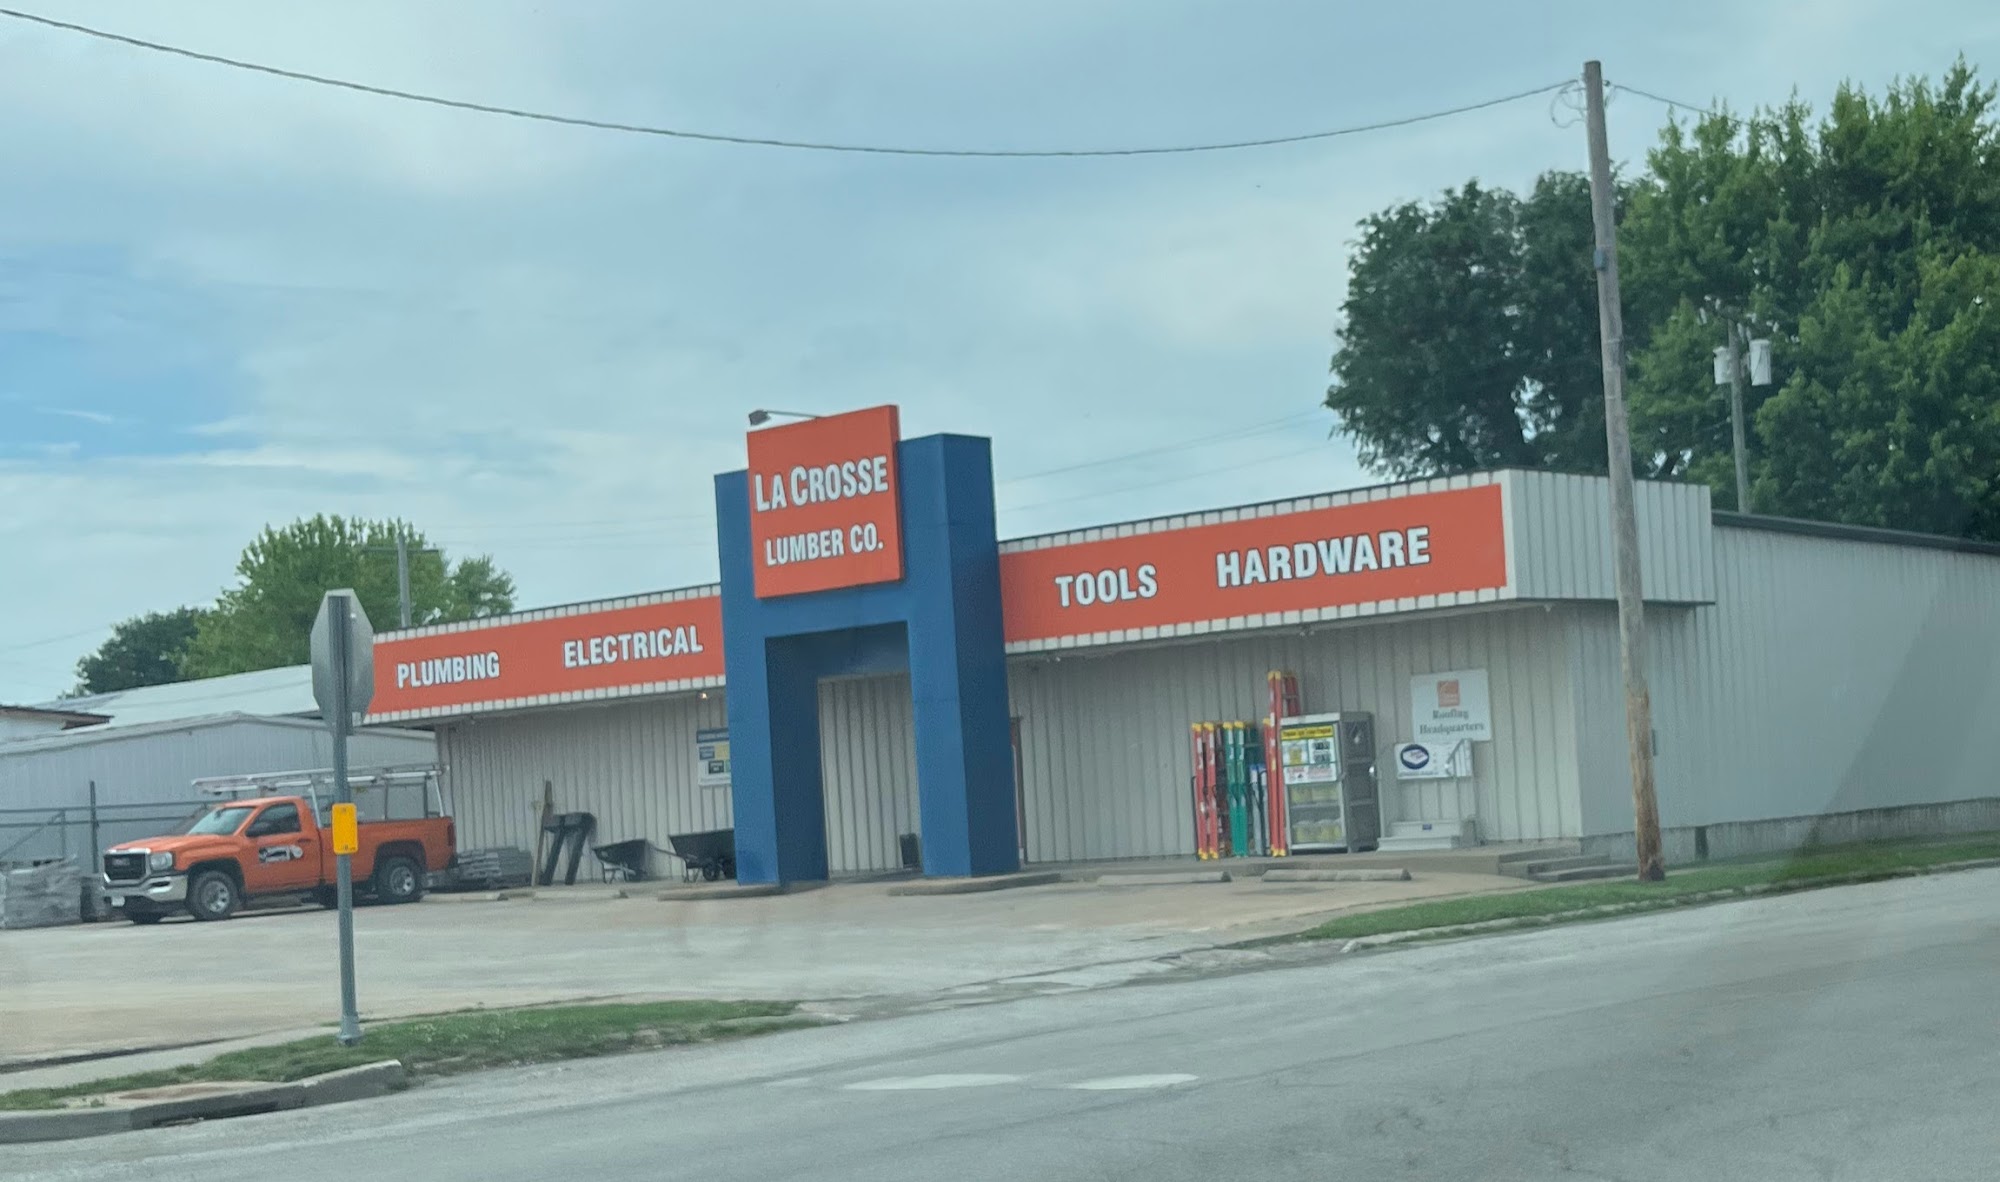 LA CROSSE
LUMBER CO.
PLUMBING ELECTRICAL
TOOLS HARDWARE
Roofing
Headquarters